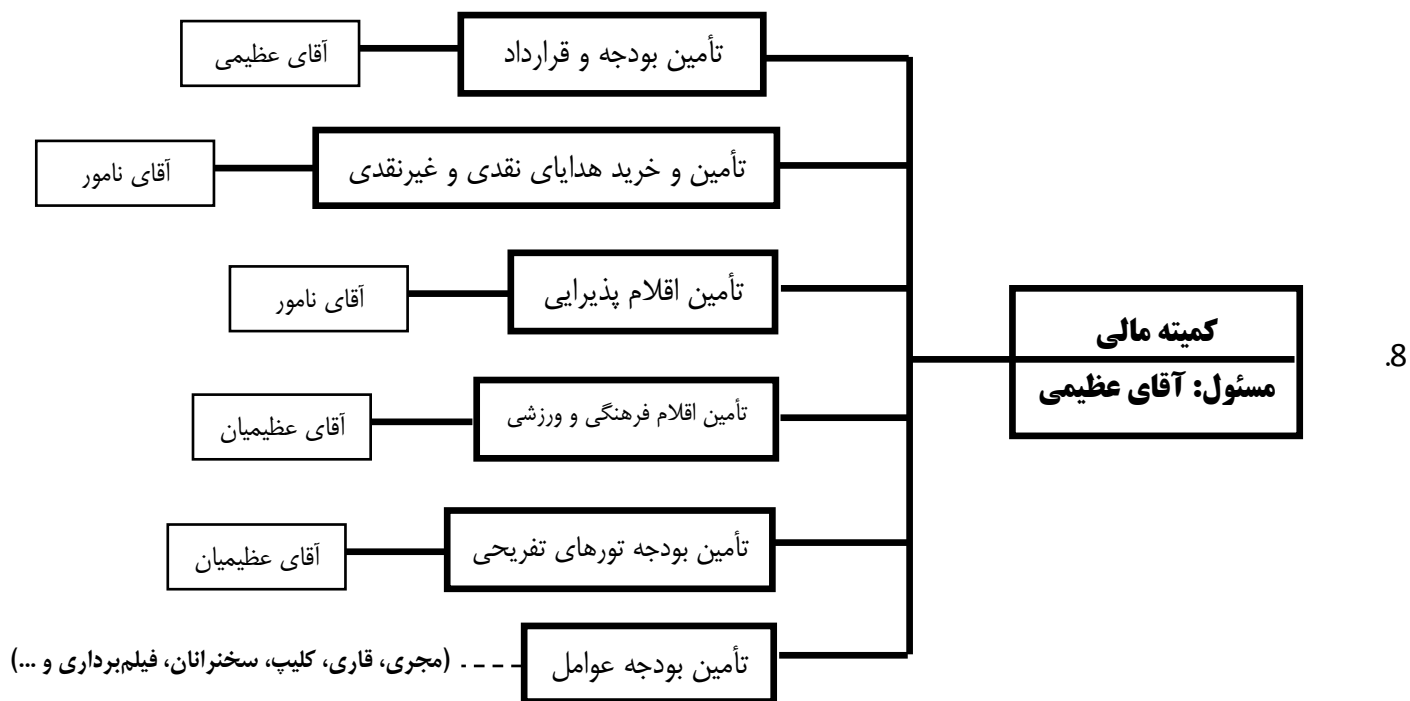 8.
کمیته مالی
مسئول: آقای عظیمی
تأمین بودجه و قرارداد
آقای عظیمی
تأمین و خرید هدایای نقدی و غیرنقدی
آقای نامور
تأمین اقلام پذیرایی
آقای نامور
تأمین اقلام فرهنگی و ورزشی
آقای عظیمیان
تأمین بودجه تورهای تفریحی
آقای عظیمیان
تأمین بودجه عوامل
(مجری، قاری، کلیپ، سخنرانان، فیلم‌برداری و ...)